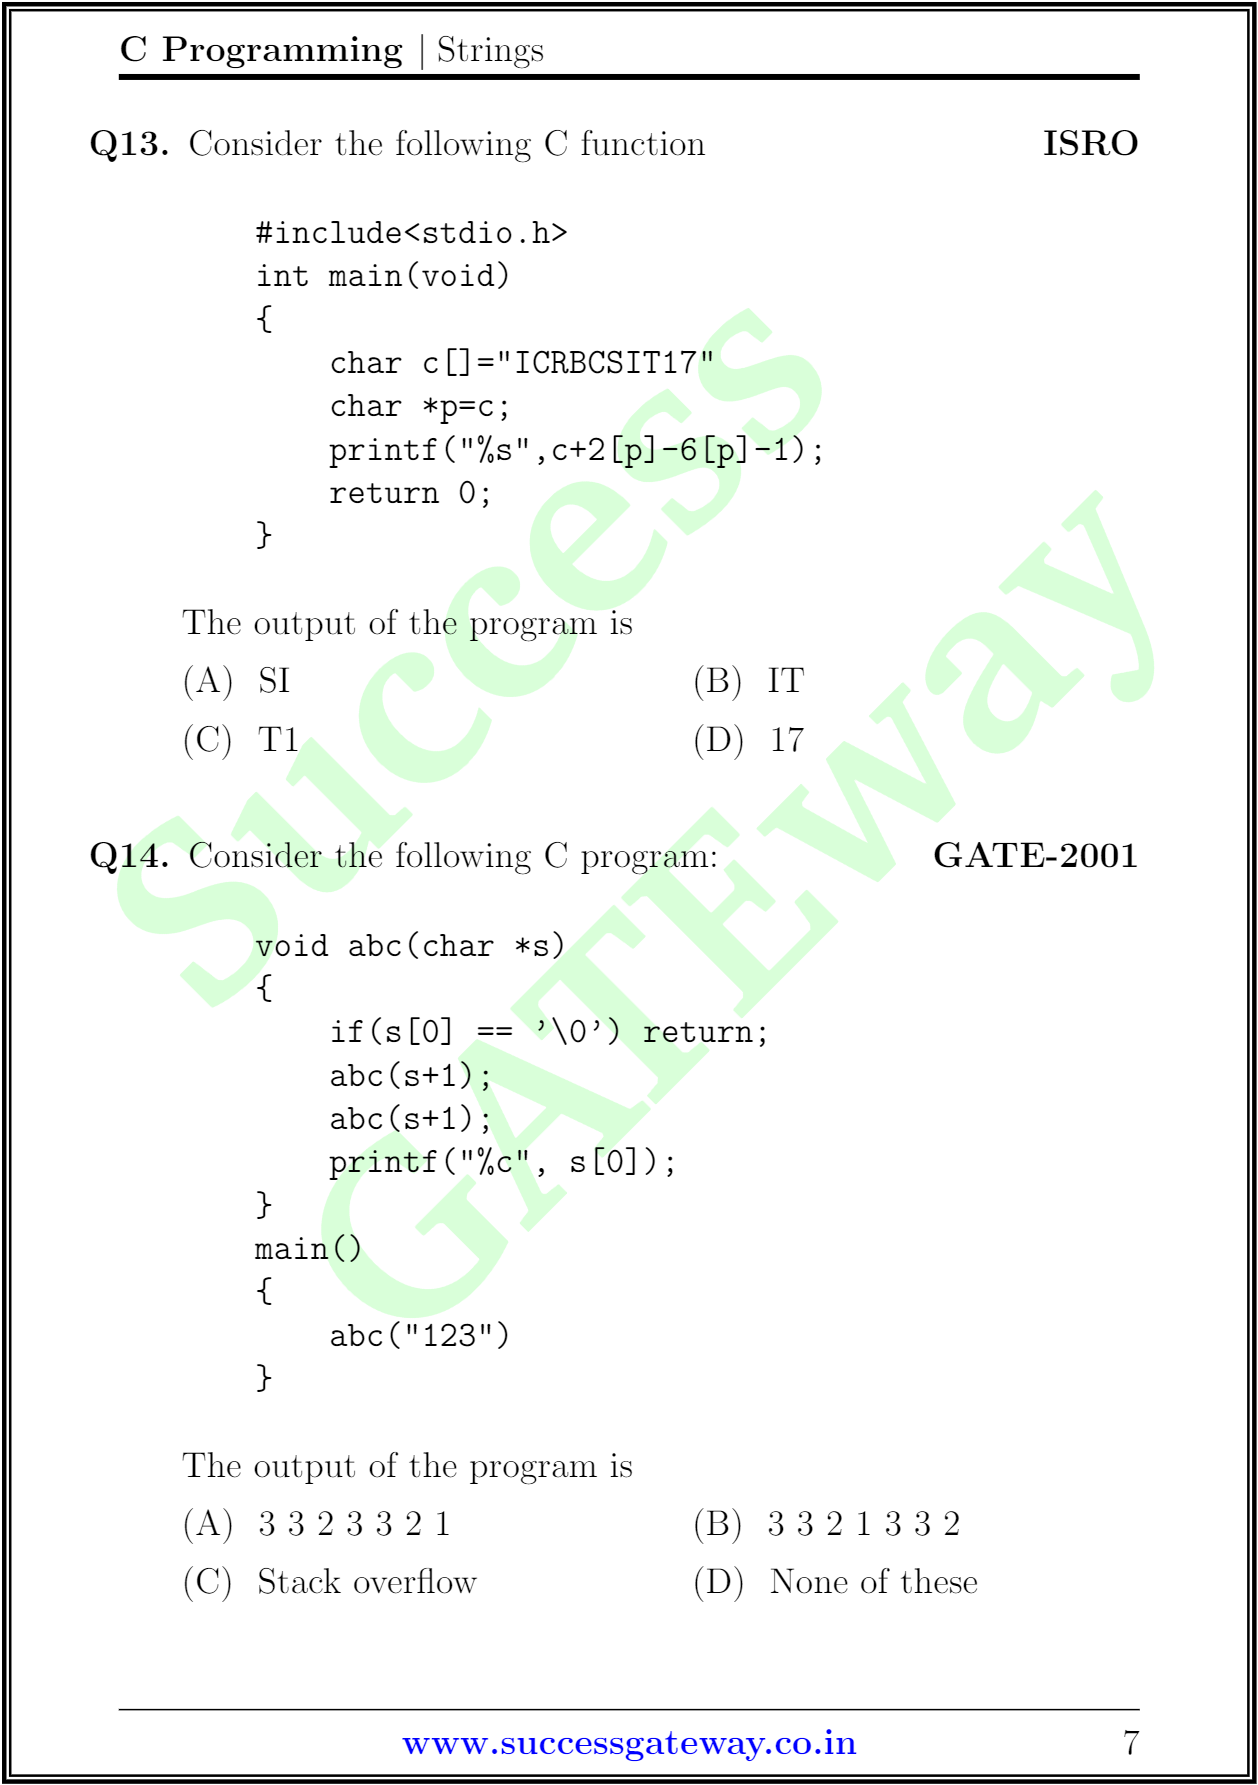 C Programming | Strings
Q13. Consider the following C function ISRO
#include<stdio.h>
int main(void)
{
char c[]="ICRBCSIT17"
char *p=c;
printf("%s",c+2[p]-6[p]-1);
return 0;
}
The output of the program is
(A) SI (B) IT
(C) T1 (D) 17
Q14. Consider the following C program: GATE-2001
void abc(char *s)
{
if(s[0] == '\0') return;
abc(s+1);
abc(s+1);
printf("%c", s[0]);
}
main()
{
abc("123")
}
The output of the program is
(A) 3 3 2 3 3 2 1 (B) 3 3 2 1 3 3 2
(C) Stack overflow (D) None of these
www.successgateway.co.in 7
Success
GATEway